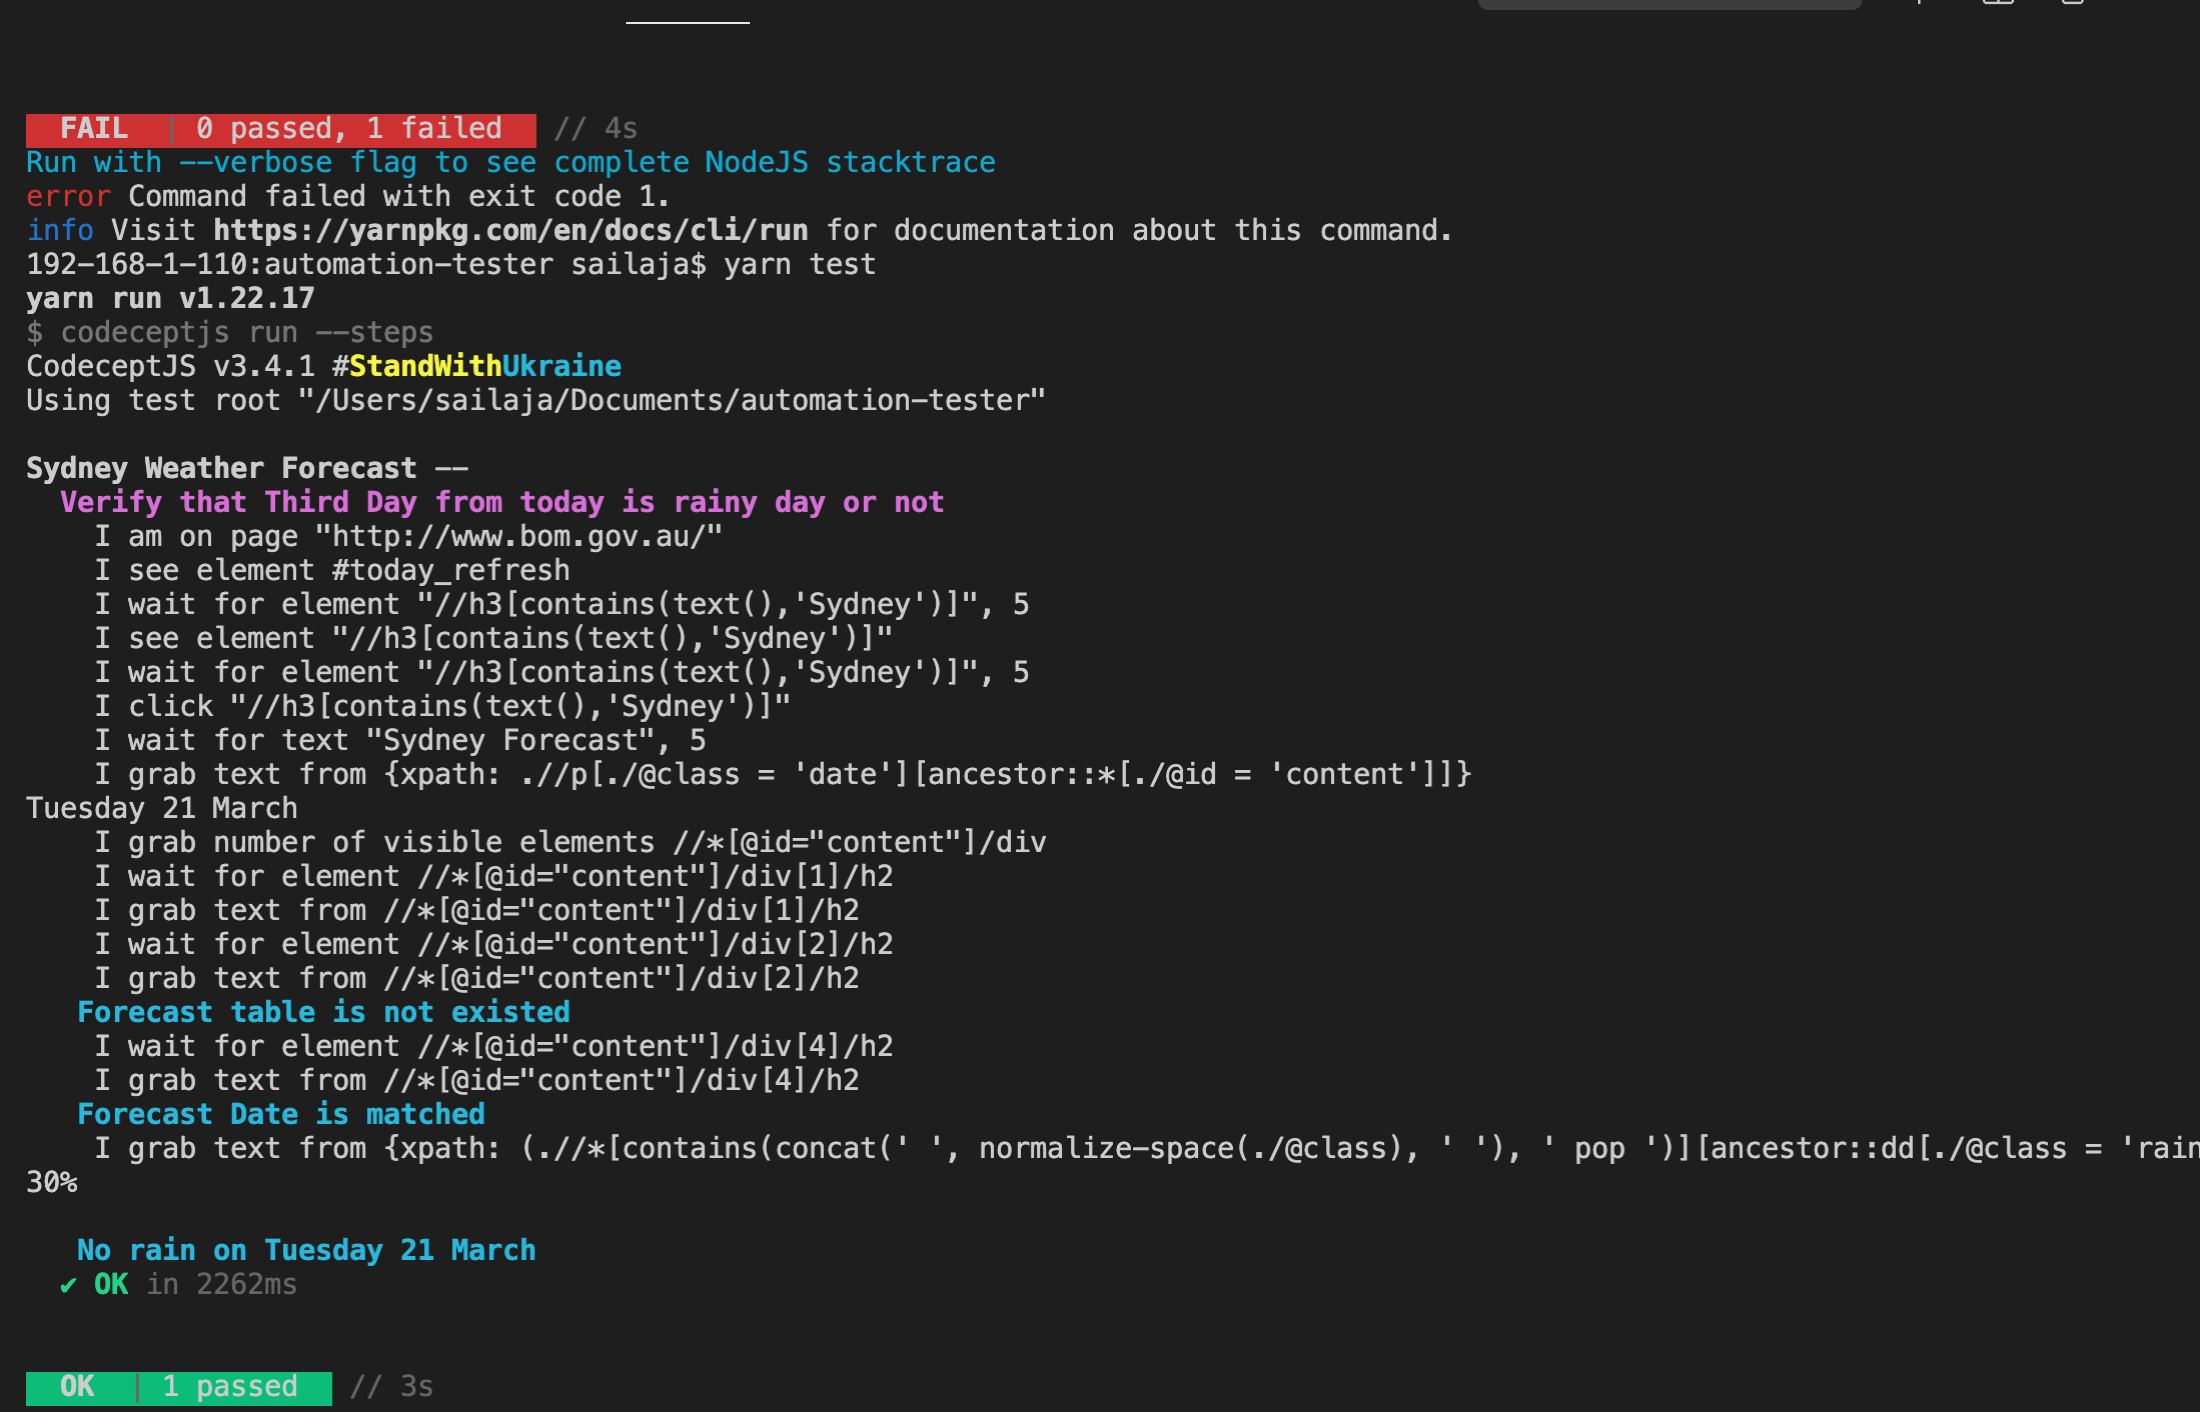 FAIL | 0 passed, 1 failed // 4s
Run with --verbose flag to see complete NodeJS stacktrace
error Command failed with exit code 1.
info Visit https://yarnpkg.com/en/docs/cli/run for documentation about this command.
192-168-1-110:automation-tester sailaja$ yarn test
yarn run v1.22.17
$ codeceptjs run --steps
CodeceptJS v3.4.1 #StandWithUkraine
Using test root "/Users/sailaja/Documents/automation-tester"
Sydney Weather Forecast --
Verify that Third Day from today is rainy day or not
I am on page "http://www.bom.gov.au/"
I see element #today_refresh
I wait for element "//h3[contains(text(),'Sydney')]", 5
I see element "//h3[contains(text(),'Sydney')]"
I wait for element "//h3[contains(text(),'Sydney')]", 5
I click "//h3[contains(text(),'Sydney')]"
I wait for text "Sydney Forecast", 5
I grab text from {xpath: .//p[./@class = 'date'][ancestor::*[./@id = 'content']]}
Tuesday 21 March
I grab number of visible elements //*[@id="content"]/div
I wait for element //*[@id="content"]/div[1]/h2
I grab text from //*[@id="content"]/div[1]/h2
I wait for element //*[@id="content"]/div[2]/h2
I grab text from //*[@id="content"]/div[2]/h2
Forecast table is not existed
I wait for element //*[@id="content"]/div[4]/h2
I grab text from //*[@id="content"]/div[4]/h2
Forecast Date is matched
I grab text from {xpath: (.//*[contains(concat(' ', normalize-space(./@class), ' '), ' pop ')][ancestor::dd[./@class = 'rain
30%
No rain on Tuesday 21 March
✔ OK in 2262ms
OK | 1 passed // 3s